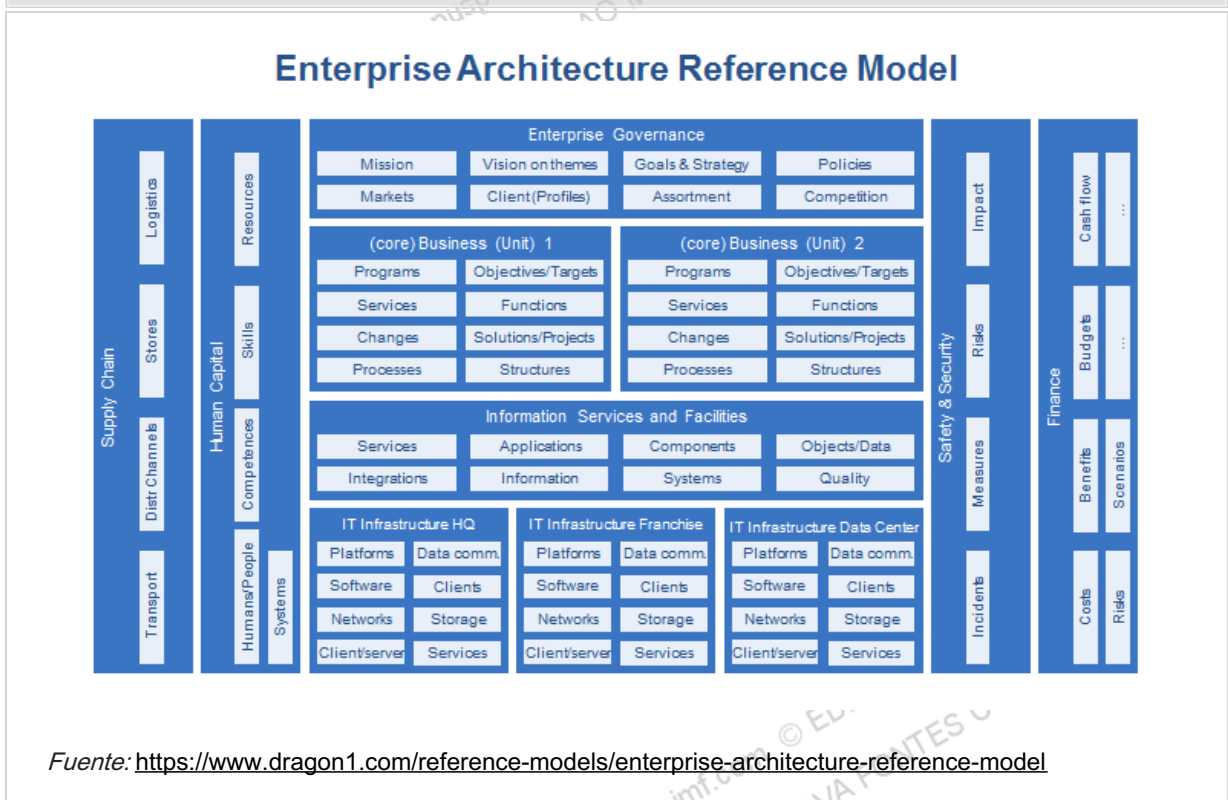 Enterprise Architecture Reference Model
Supply Chain
Logistics
Stores
Distr Channels
Transport
Human Capital
Resources
Skills
Competences
Humans/People
Systems
Enterprise Governance
Mission
Vision on themes
Goals & Strategy
Policies
Markets
Client (Profiles)
Assortment
Competition
(core) Business (Unit) 1
Programs
Objectives/Targets
Services
Functions
Changes
Solutions/Projects
Processes
Structures
(core) Business (Unit) 2
Programs
Objectives/Targets
Services
Functions
Changes
Solutions/Projects
Processes
Structures
Information Services and Facilities
Services
Applications
Components
Objects/Data
Integrations
Information
Systems
Quality
IT Infrastructure HQ
Platforms
Data comm.
Software
Clients
Networks
Storage
Client/server
Services
IT Infrastructure Franchise
Platforms
Data comm.
Software
Clients
Networks
Storage
Client/server
Services
IT Infrastructure Data Center
Platforms
Data comm.
Software
Clients
Networks
Storage
Client/server
Services
Safety & Security
Impact
Risks
Measures
Incidents
Finance
Cash flow
...
Budgets
...
Benefits
Scenarios
Costs
Risks
Fuente: https://www.dragon1.com/reference-models/enterprise-architecture-reference-model